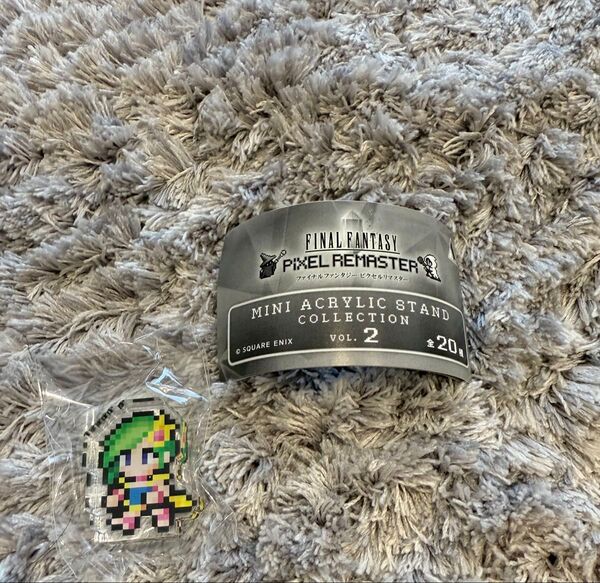 FINAL FANTASY
PIXEL REMASTER
ファイナルファンタジー ピクセルリマスター
MINI ACRYLIC STAND
COLLECTION
© SQUARE ENIX
VOL. 2
全20種